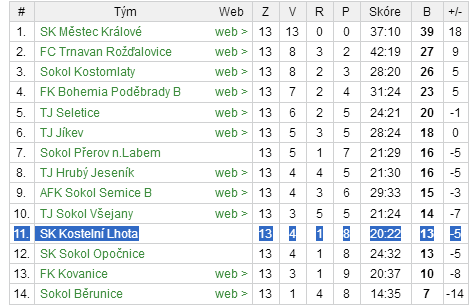 # Tým Web Z V R P Skóre B +/-
1. SK Městec Králové web > 13 13 0 0 37:10 39 18
2. FC Trnavan Rožďalovice web > 13 8 3 2 42:19 27 9
3. Sokol Kostomlaty web > 13 8 2 3 28:20 26 5
4. FK Bohemia Poděbrady B web > 13 7 2 4 31:24 23 5
5. TJ Seletice web > 13 6 2 5 24:21 20 -1
6. TJ Jíkev web > 13 5 3 5 28:24 18 0
7. Sokol Přerov n.Labem 13 5 1 7 21:29 16 -5
8. TJ Hrubý Jeseník web > 13 4 4 5 21:30 16 -5
9. AFK Sokol Semice B web > 13 4 3 6 29:33 15 -3
10. TJ Sokol Všejany web > 13 3 5 5 21:24 14 -7
11. SK Kostelní Lhota 13 4 1 8 20:22 13 -5
12. SK Sokol Opočnice 13 4 1 8 24:32 13 -5
13. FK Kovanice web > 13 3 1 9 20:37 10 -8
14. Sokol Běrunice web > 13 1 4 8 14:35 7 -14